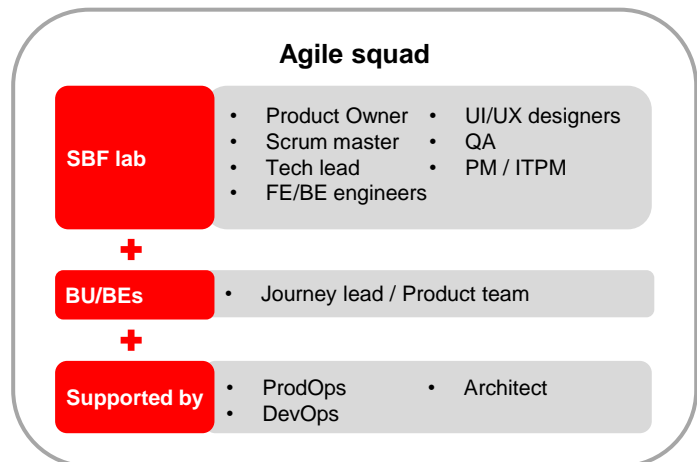 Agile squad
SBF lab
• Product Owner
• Scrum master
• Tech lead
• FE/BE engineers
• UI/UX designers
• QA
• PM / ITPM
+
BU/BEs
• Journey lead / Product team
+
Supported by
• ProdOps
• DevOps
• Architect